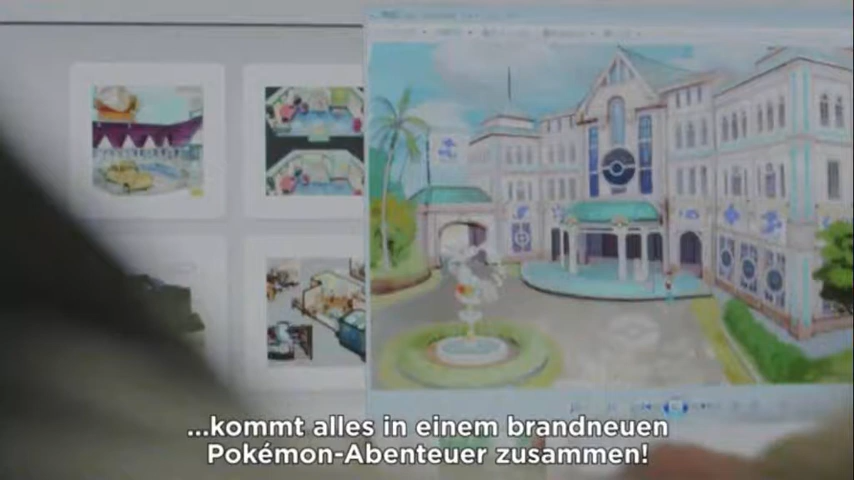 ...kommt alles in einem brandneuen
Pokémon-Abenteuer zusammen!